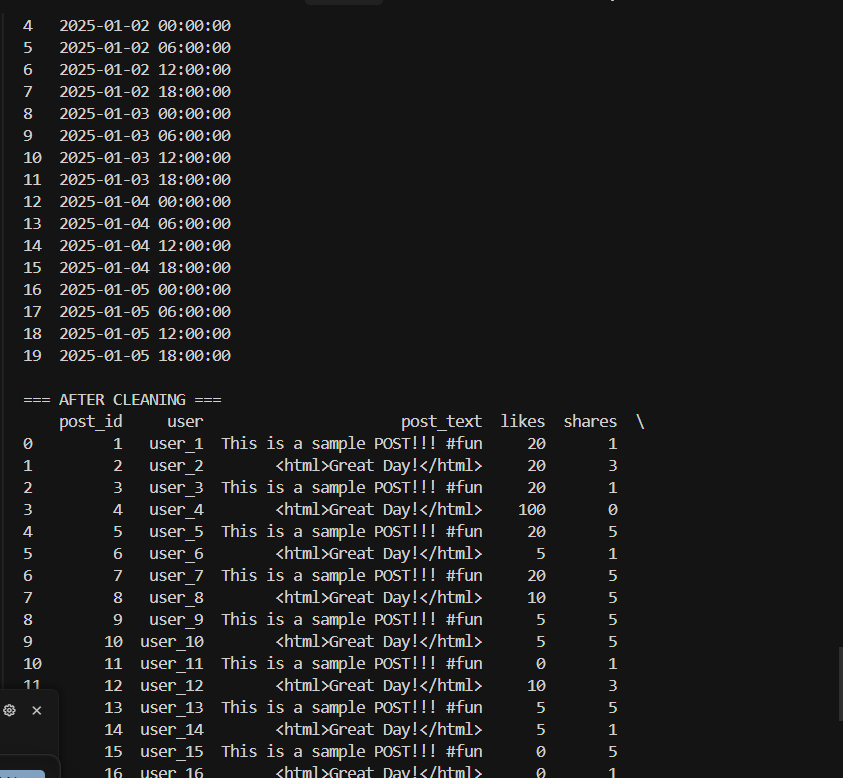 4   2025-01-02 00:00:00
5   2025-01-02 06:00:00
6   2025-01-02 12:00:00
7   2025-01-02 18:00:00
8   2025-01-03 00:00:00
9   2025-01-03 06:00:00
10  2025-01-03 12:00:00
11  2025-01-03 18:00:00
12  2025-01-04 00:00:00
13  2025-01-04 06:00:00
14  2025-01-04 12:00:00
15  2025-01-04 18:00:00
16  2025-01-05 00:00:00
17  2025-01-05 06:00:00
18  2025-01-05 12:00:00
19  2025-01-05 18:00:00
=== AFTER CLEANING ===
    post_id     user                      post_text  likes  shares  \
0         1   user_1  This is a sample POST!!! #fun     20       1
1         2   user_2        <html>Great Day!</html>     20       3
2         3   user_3  This is a sample POST!!! #fun     20       1
3         4   user_4        <html>Great Day!</html>    100       0
4         5   user_5  This is a sample POST!!! #fun     20       5
5         6   user_6        <html>Great Day!</html>      5       1
6         7   user_7  This is a sample POST!!! #fun     20       5
7         8   user_8        <html>Great Day!</html>     10       5
8         9   user_9  This is a sample POST!!! #fun      5       5
9        10  user_10        <html>Great Day!</html>      5       5
10       11  user_11  This is a sample POST!!! #fun      0       1
11       12  user_12        <html>Great Day!</html>     10       3
         13  user_13  This is a sample POST!!! #fun      5       5
         14  user_14        <html>Great Day!</html>      5       1
         15  user_15  This is a sample POST!!! #fun      0       5
         16  user_16        <html>Great Day!</html>      0       1